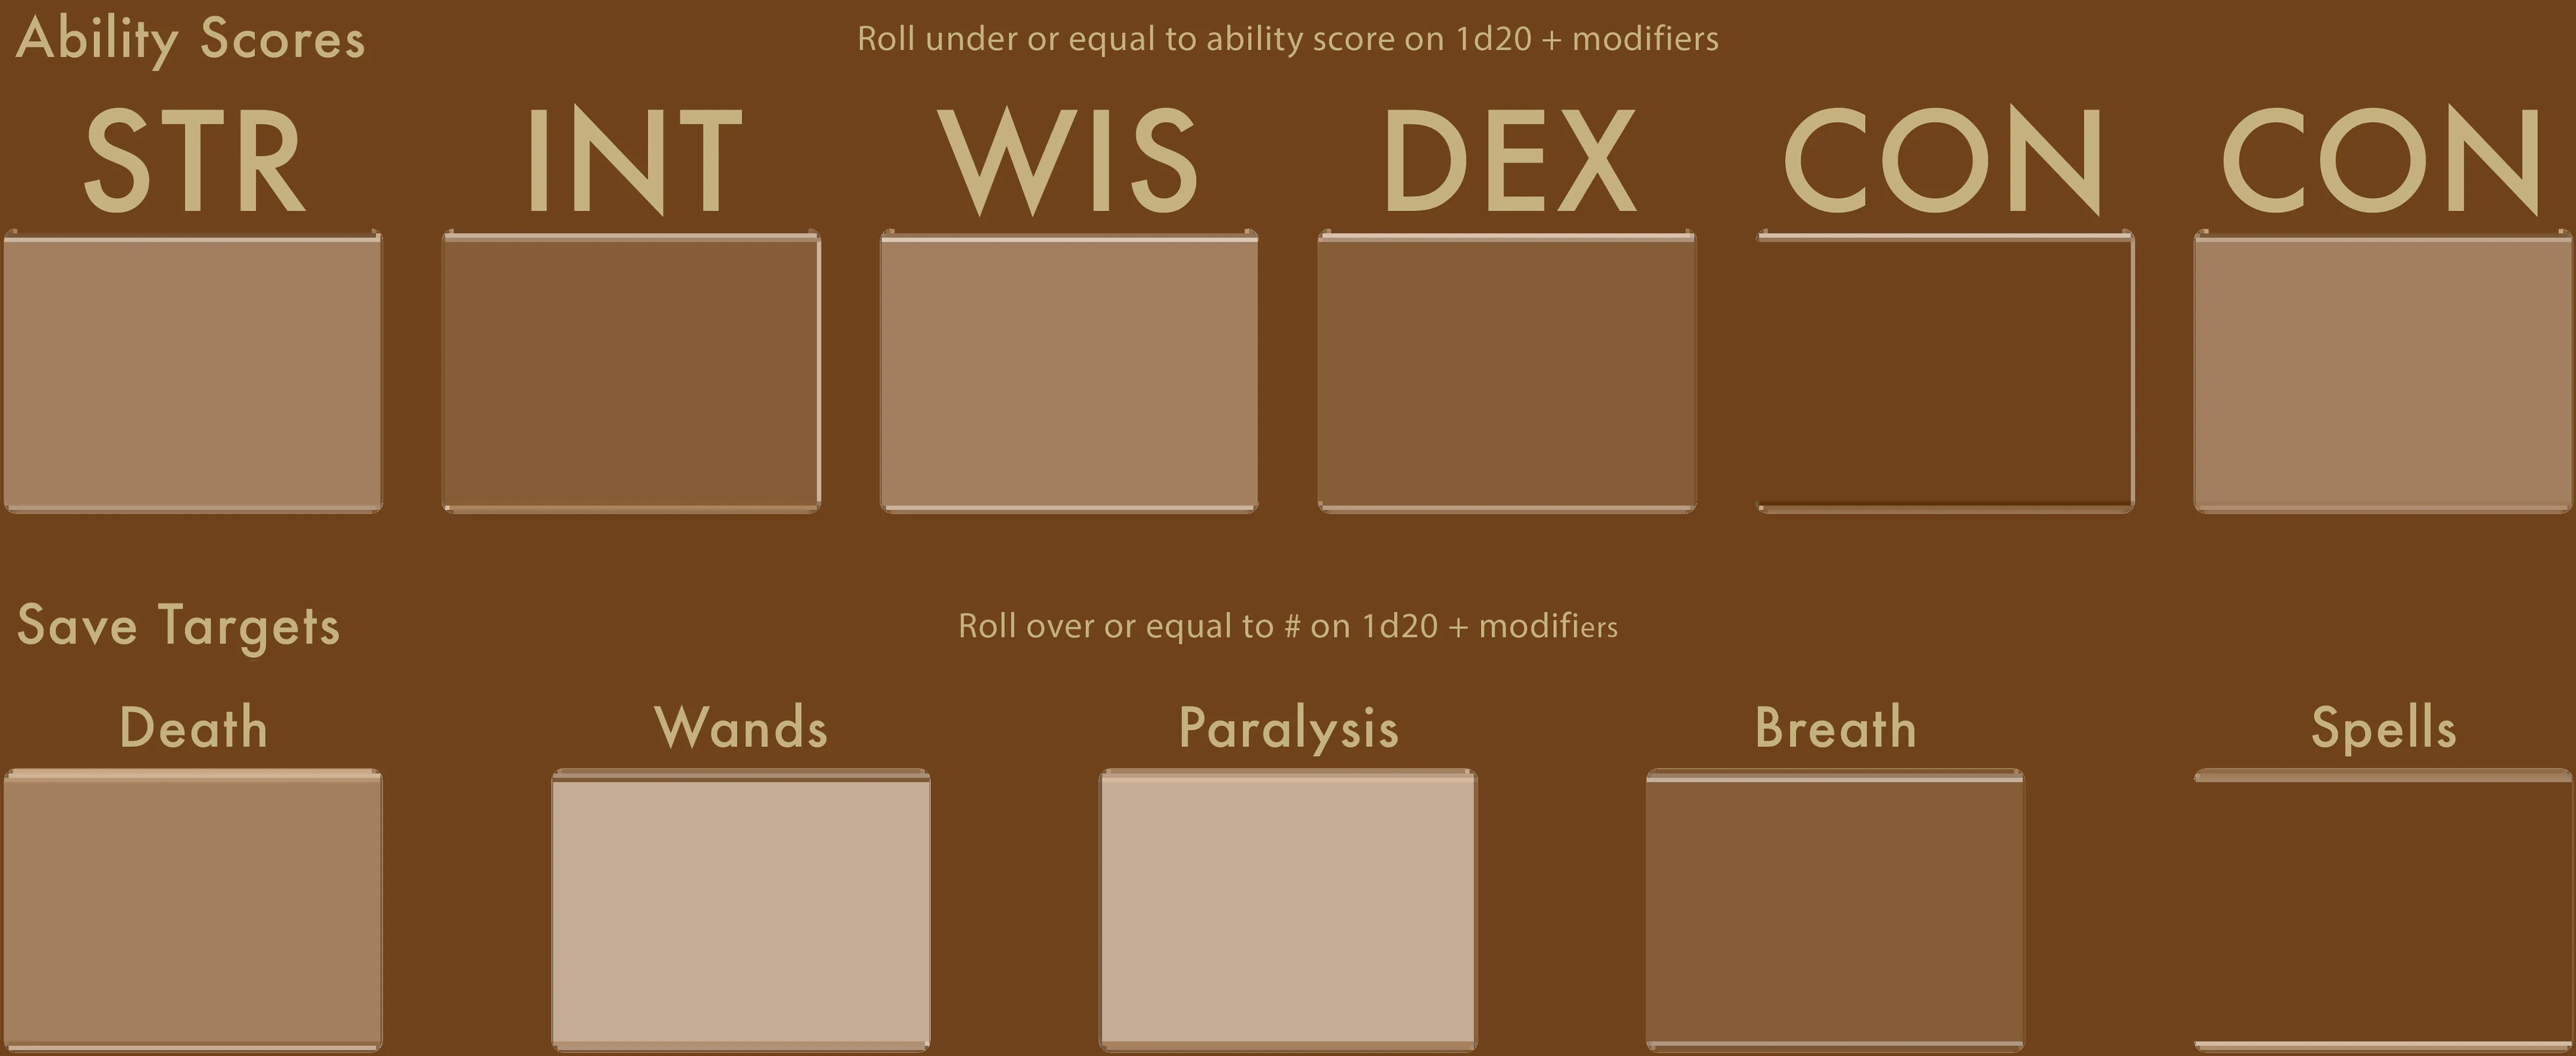 Ability Scores
Roll under or equal to ability score on 1d20 + modifiers
STR INT WIS DEX CON CON
Save Targets
Roll over or equal to # on 1d20 + modifiers
Death Wands Paralysis Breath Spells